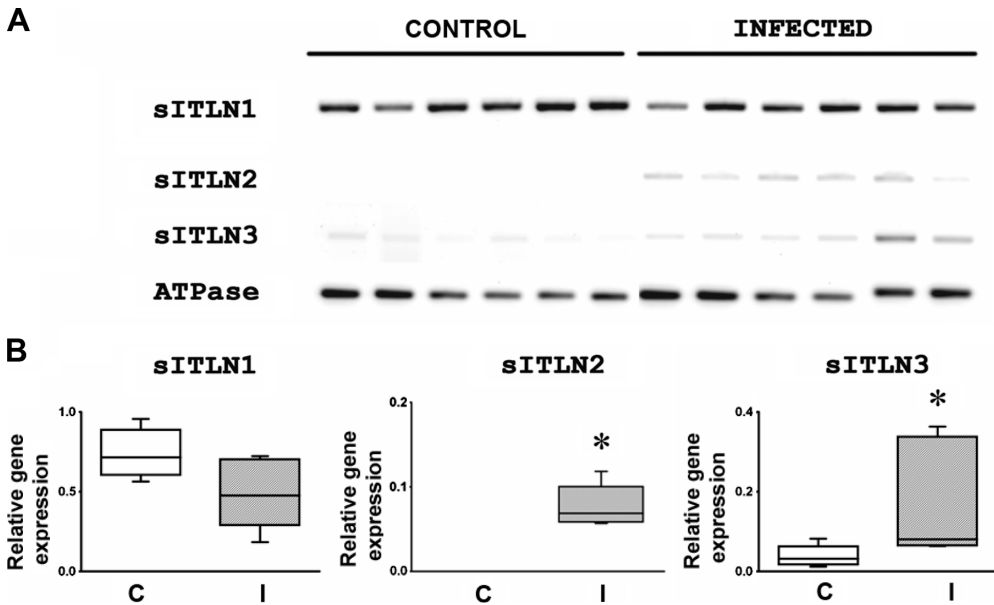 A
CONTROL INFECTED
sITLN1
sITLN2
sITLN3
ATPase
B
sITLN1 sITLN2 sITLN3
Relative gene expression
1.0
0.5
0.0
C I
Relative gene expression
0.2
0.1
0.0
*
C I
Relative gene expression
0.4
0.2
0.0
*
C I